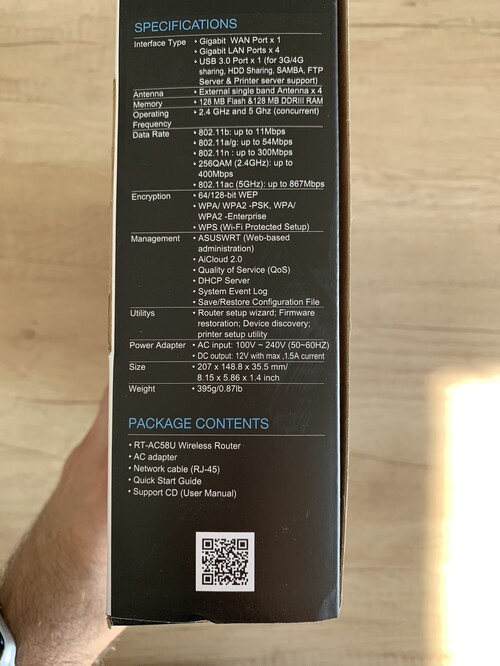 SPECIFICATIONS
Interface Type • Gigabit WAN Port x 1
• Gigabit LAN Ports x 4
• USB 3.0 Port x 1 (for 3G/4G
sharing, HDD Sharing, SAMBA, FTP
Server & Printer server support)
Antenna • External single band Antenna x 4
Memory • 128 MB Flash &128 MB DDRIII RAM
Operating • 2.4 GHz and 5 Ghz (concurrent)
Frequency
Data Rate • 802.11b: up to 11Mbps
• 802.11a/g: up to 54Mbps
• 802.11n : up to 300Mbps
• 256QAM (2.4GHz): up to
400Mbps
• 802.11ac (5GHz): up to 867Mbps
Encryption • 64/128-bit WEP
• WPA/ WPA2 -PSK, WPA/
WPA2 -Enterprise
• WPS (Wi-Fi Protected Setup)
Management • ASUSWRT (Web-based
administration)
• AiCloud 2.0
• Quality of Service (QoS)
• DHCP Server
• System Event Log
• Save/Restore Configuration File
Utilitys • Router setup wizard; Firmware
restoration; Device discovery;
printer setup utility
Power Adapter • AC input: 100V ~ 240V (50~60HZ)
• DC output: 12V with max ,1.5A current
Size • 207 x 148.8 x 35.5 mm/
8.15 x 5.86 x 1.4 inch
Weight • 395g/0.87lb
PACKAGE CONTENTS
• RT-AC58U Wireless Router
• AC adapter
• Network cable (RJ-45)
• Quick Start Guide
• Support CD (User Manual)